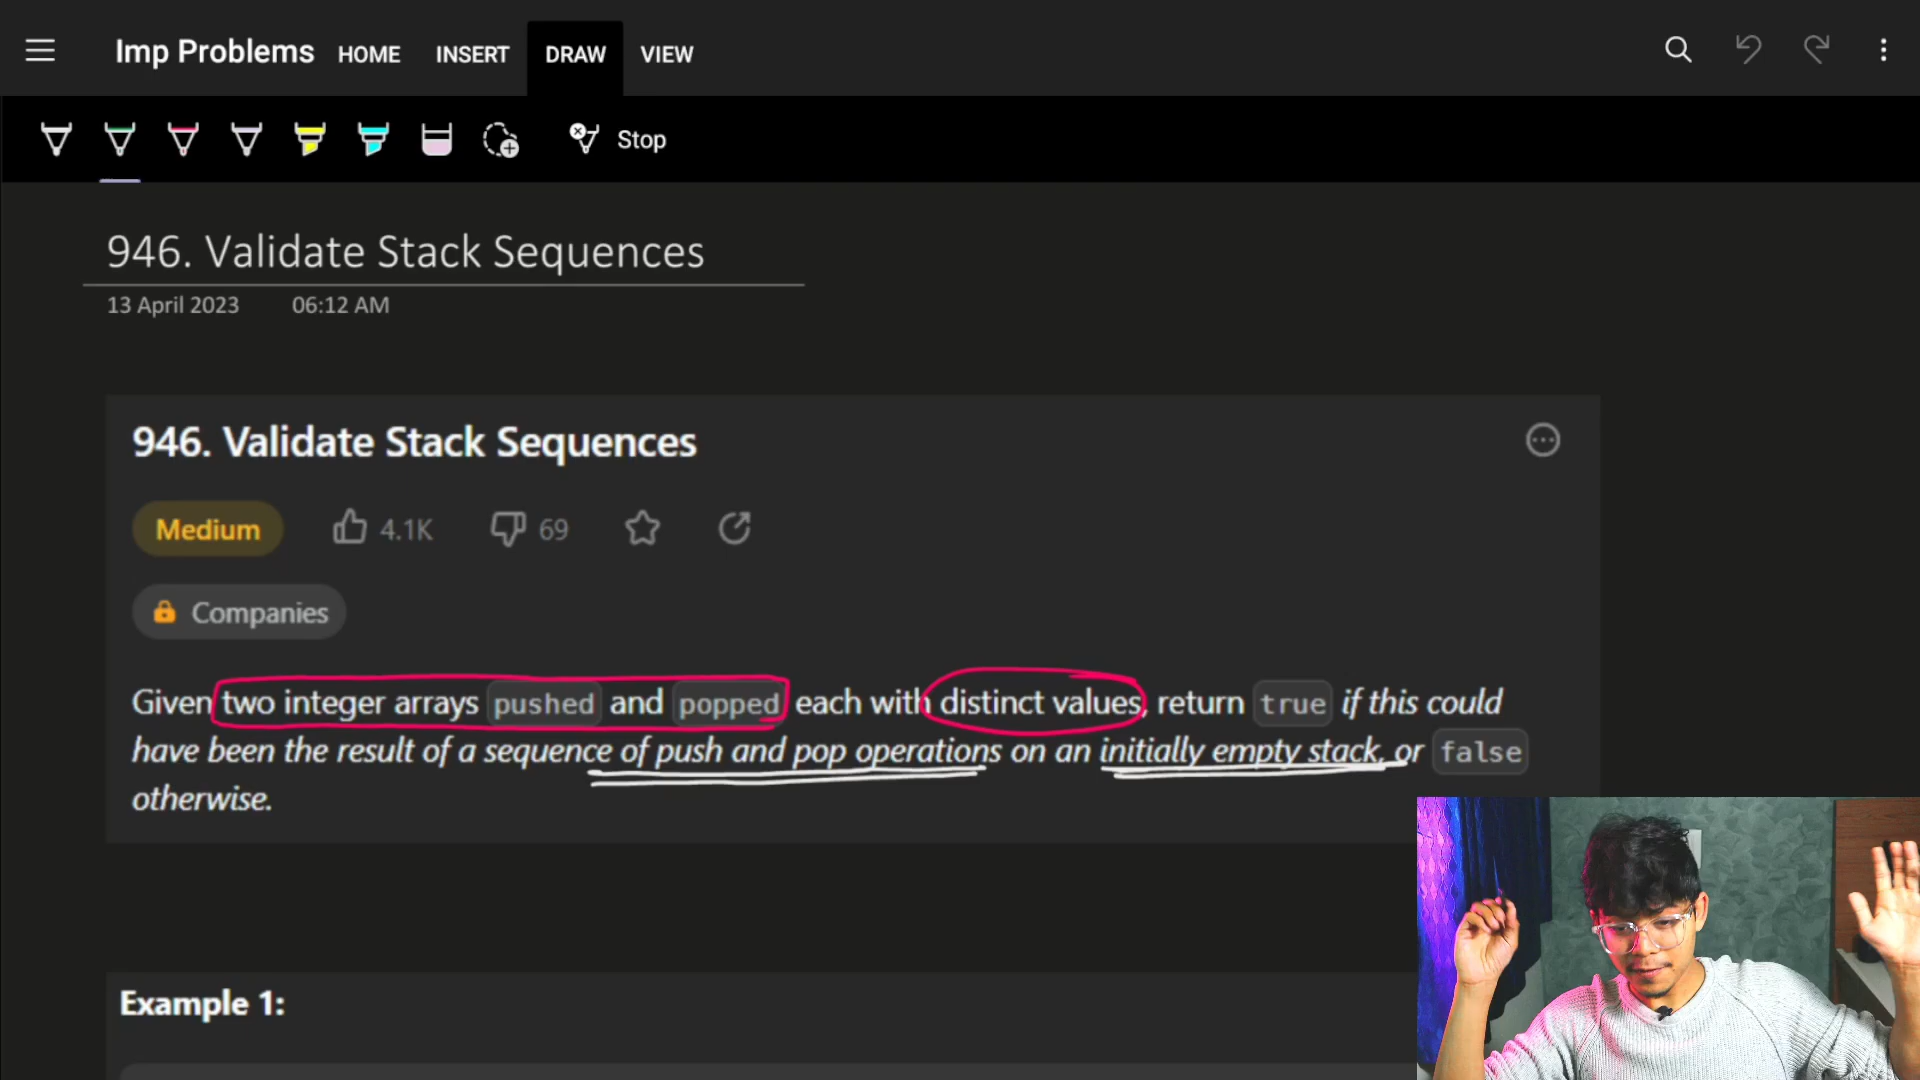 Imp Problems HOME INSERT DRAW VIEW
Stop
946. Validate Stack Sequences
13 April 2023 06:12 AM
946. Validate Stack Sequences
Medium 4.1K 69
Companies
Given two integer arrays pushed and popped each with distinct values, return true if this could
have been the result of a sequence of push and pop operations on an initially empty stack, or false
otherwise.
Example 1: